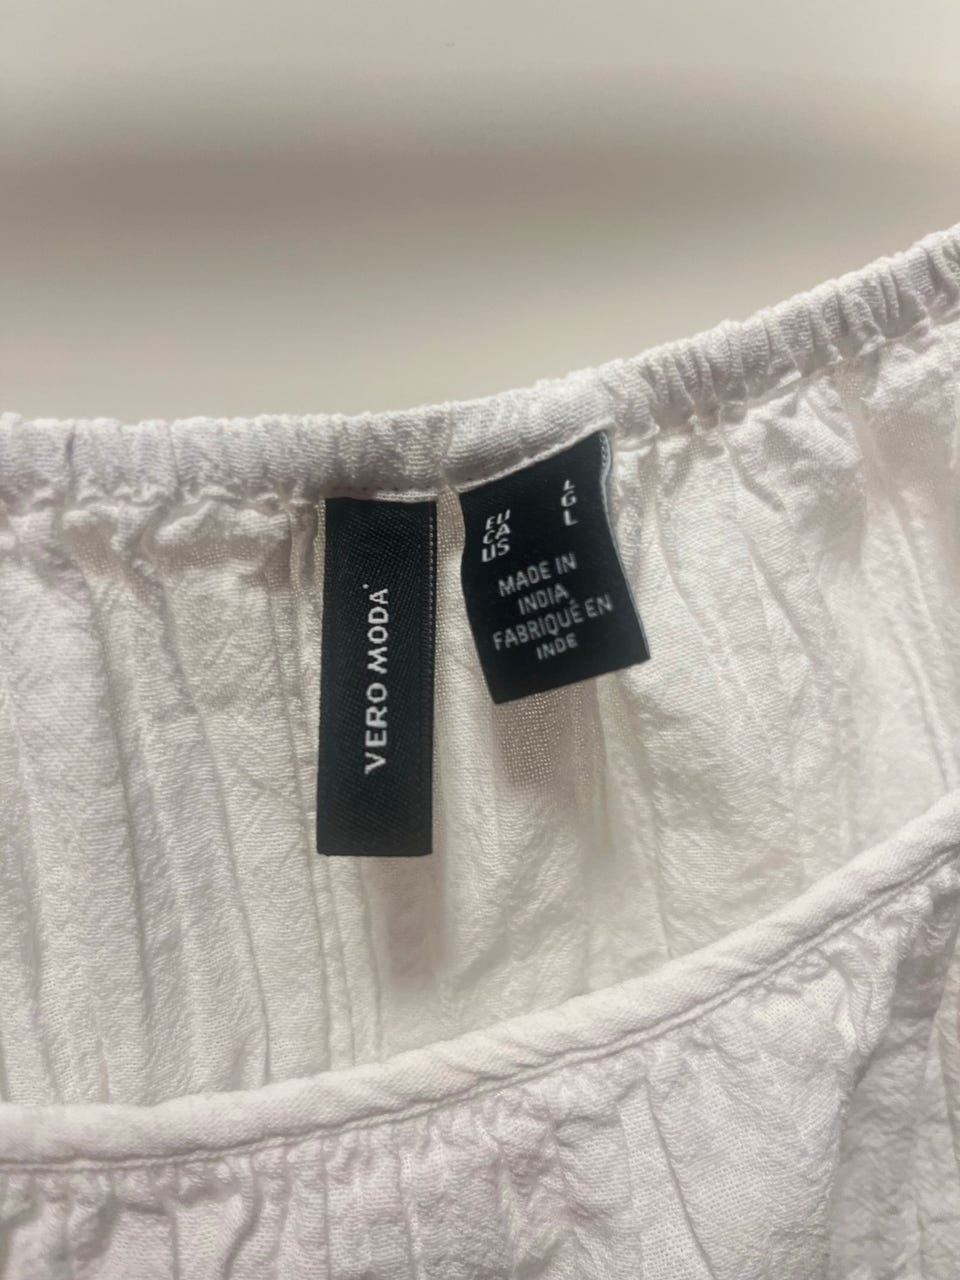 VERO MODA
EU L
CA G
US L
MADE IN
INDIA
FABRIQUÉ EN
INDE